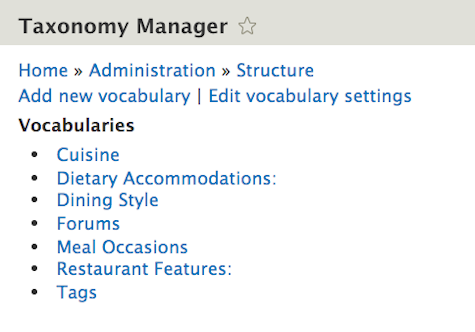 Taxonomy Manager
Home » Administration » Structure
Add new vocabulary | Edit vocabulary settings
Vocabularies
• Cuisine
• Dietary Accommodations:
• Dining Style
• Forums
• Meal Occasions
• Restaurant Features:
• Tags